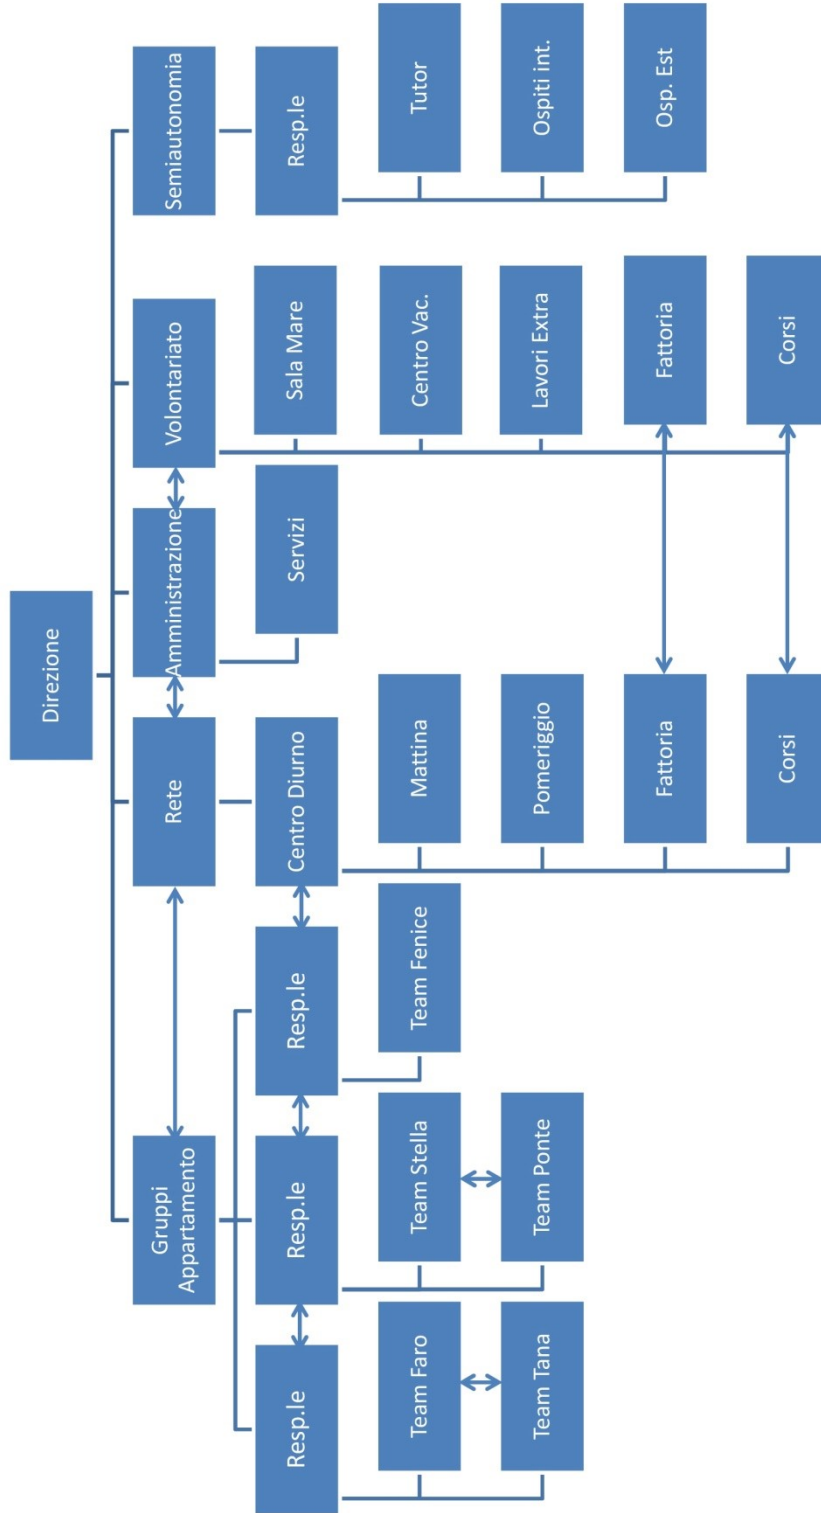 Direzione
Gruppi
Appartamento
Rete
Amministrazione
Volontariato
Semiautonomia
Resp.le
Resp.le
Resp.le
Centro Diurno
Servizi
Sala Mare
Resp.le
Team Faro
Team Stella
Team Fenice
Mattina
Centro Vac.
Tutor
Team Tana
Team Ponte
Pomeriggio
Lavori Extra
Ospiti int.
Fattoria
Fattoria
Osp. Est
Corsi
Corsi